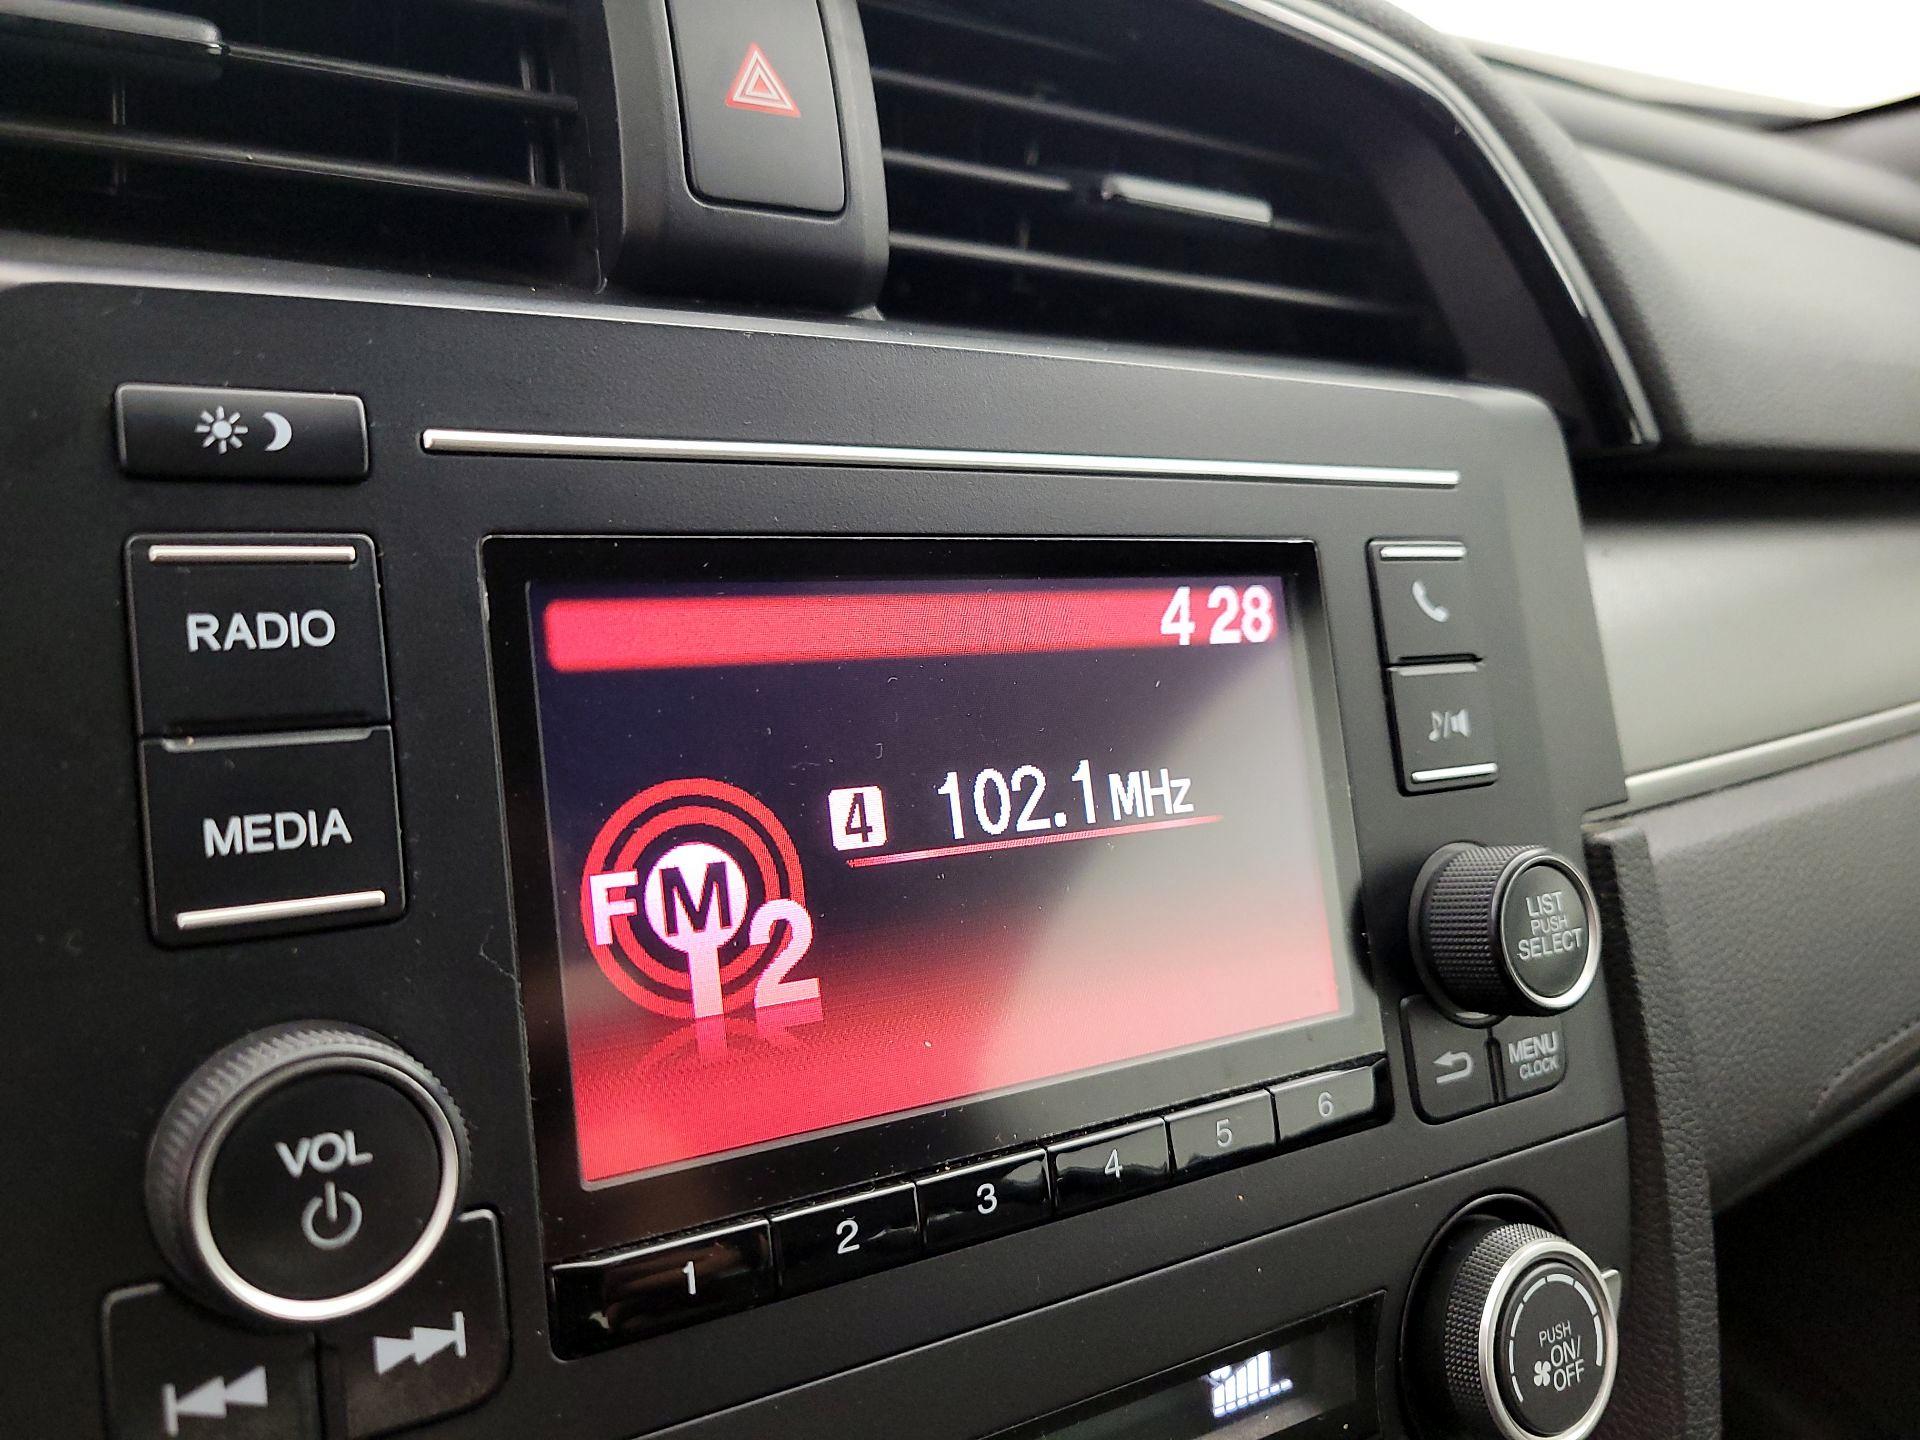 RADIO
MEDIA
VOL
4 28
4 102.1 MHz
FM 2
1 2 3 4 5 6
LIST
PUSH
SELECT
MENU
CLOCK
PUSH
ON/
OFF